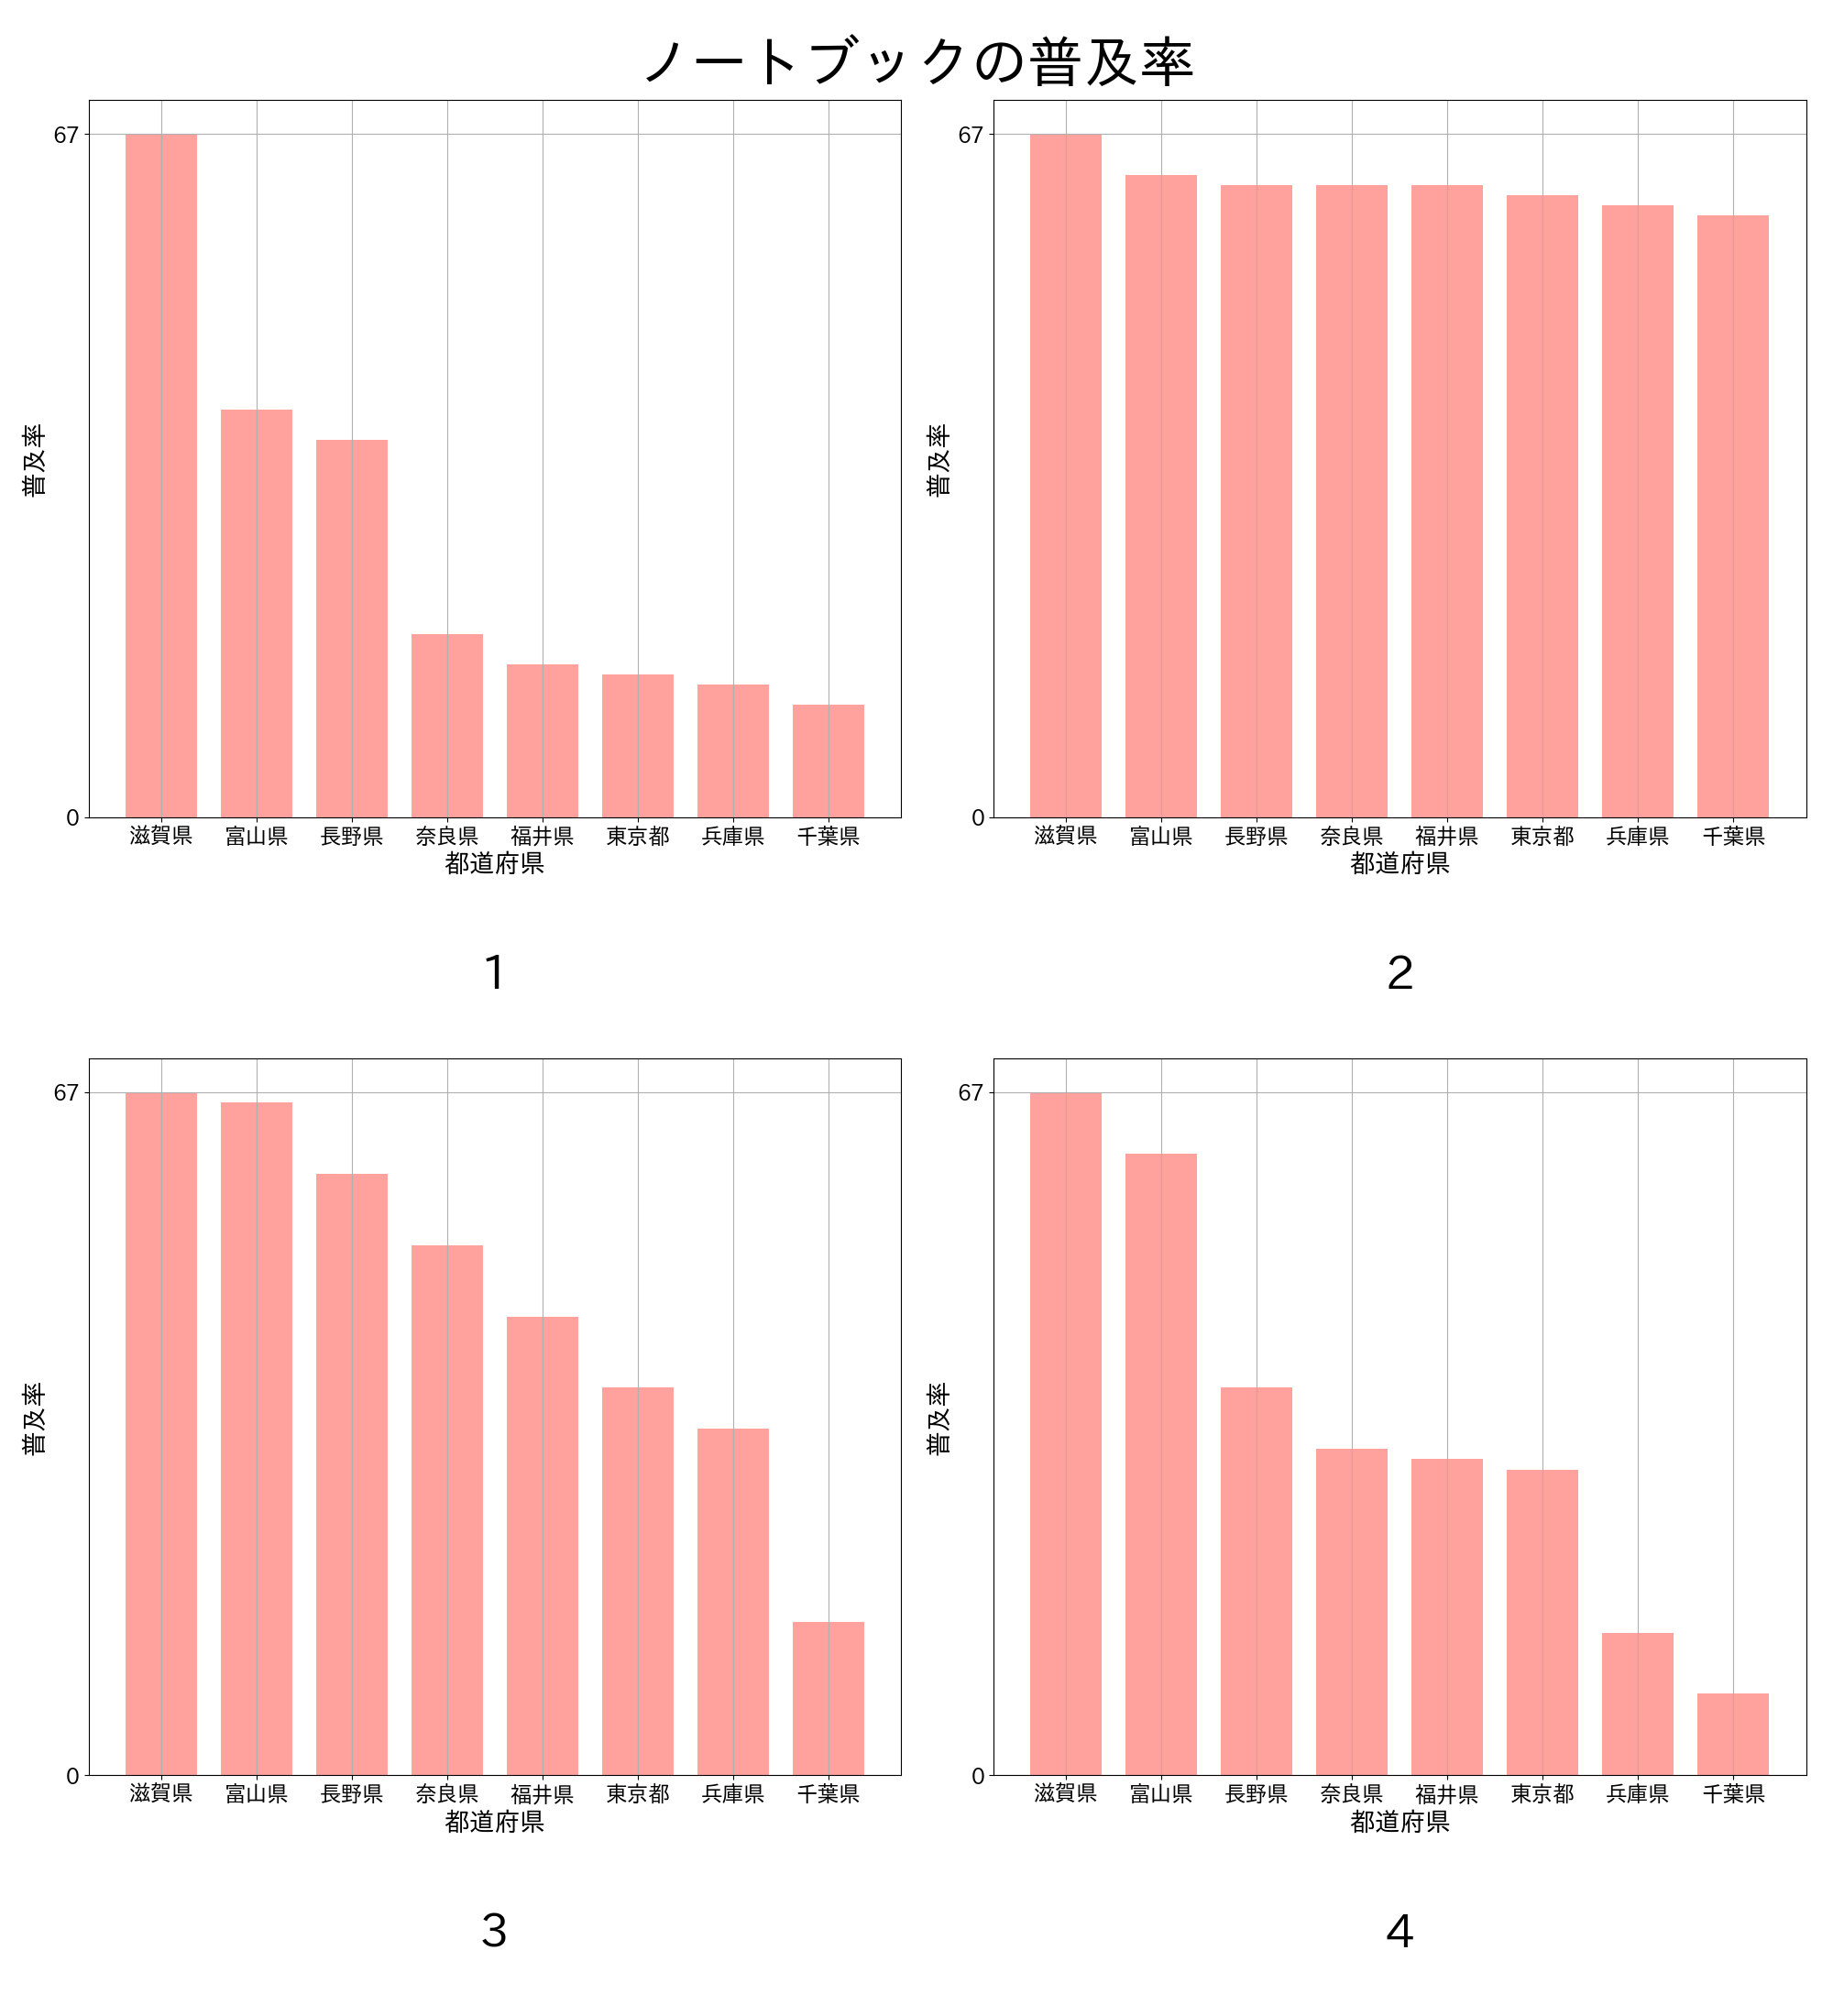 ノートブックの普及率
67
0
普及率
滋賀県 富山県 長野県 奈良県 福井県 東京都 兵庫県 千葉県
都道府県
1
67
0
普及率
滋賀県 富山県 長野県 奈良県 福井県 東京都 兵庫県 千葉県
都道府県
2
67
0
普及率
滋賀県 富山県 長野県 奈良県 福井県 東京都 兵庫県 千葉県
都道府県
3
67
0
普及率
滋賀県 富山県 長野県 奈良県 福井県 東京都 兵庫県 千葉県
都道府県
4